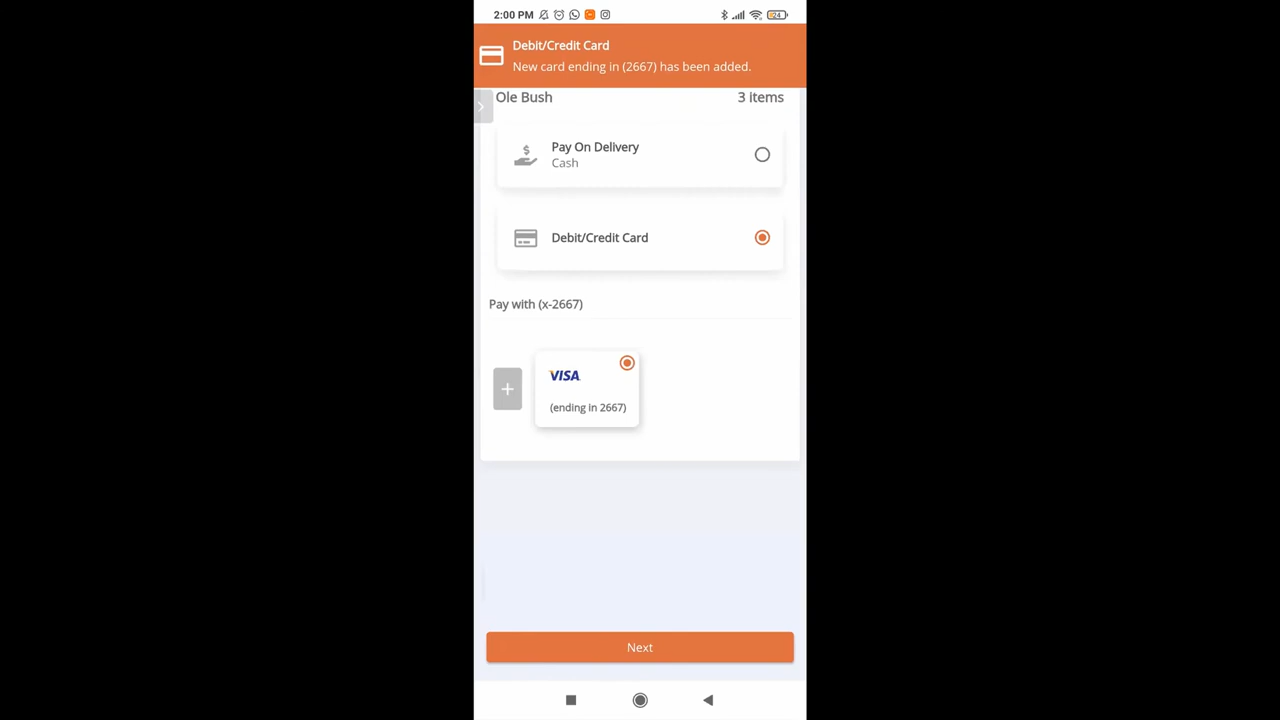 2:00 PM 24
Debit/Credit Card
New card ending in (2667) has been added.
Ole Bush 3 items
Pay On Delivery
Cash
Debit/Credit Card
Pay with (x-2667)
VISA
(ending in 2667)
Next